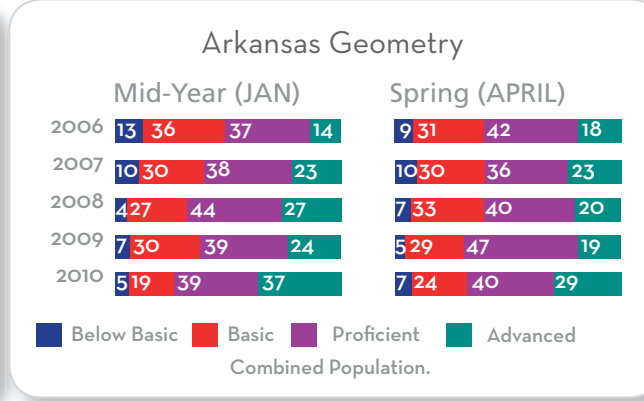 Arkansas Geometry
Mid-Year (JAN) Spring (APRIL)
2006 13 36 37 14 9 31 42 18
2007 10 30 38 23 10 30 36 23
2008 4 27 44 27 7 33 40 20
2009 7 30 39 24 5 29 47 19
2010 5 19 39 37 7 24 40 29
Below Basic Basic Proficient Advanced
Combined Population.